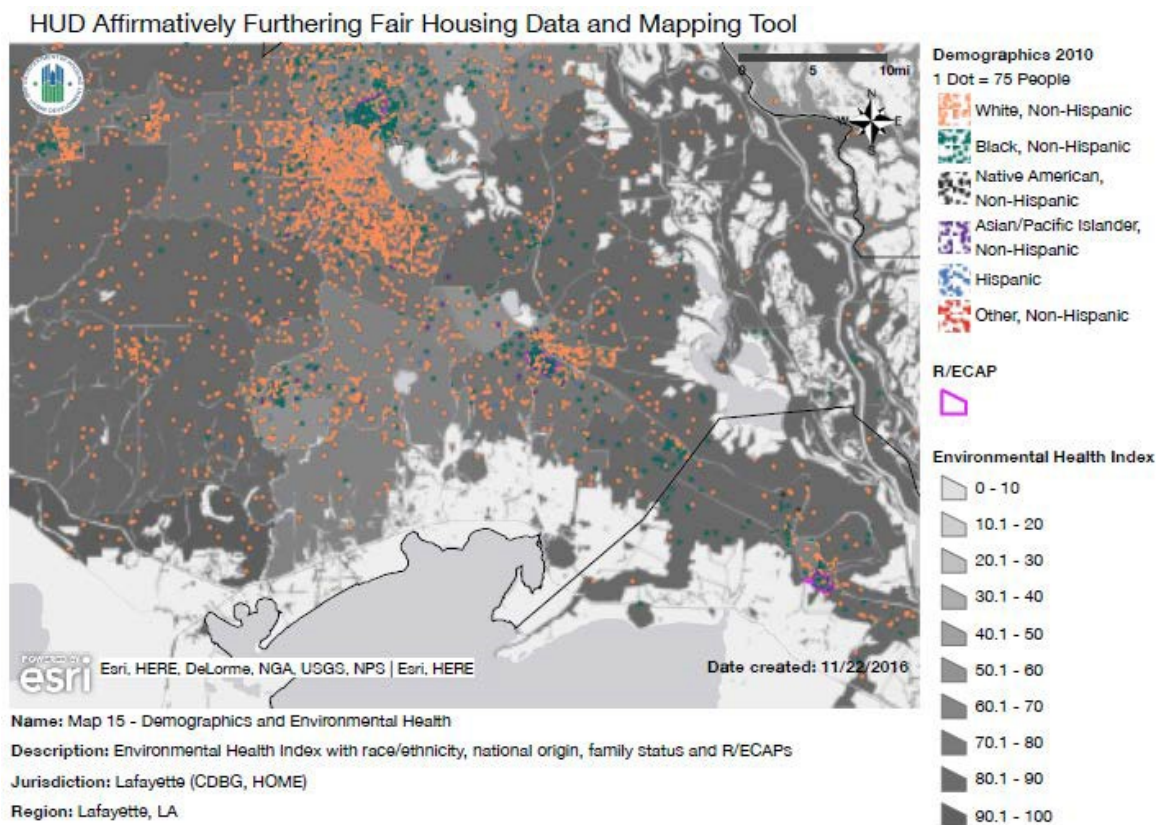 HUD Affirmatively Furthering Fair Housing Data and Mapping Tool
0 5 10mi
N
W E
S
Demographics 2010
1 Dot = 75 People
White, Non-Hispanic
Black, Non-Hispanic
Native American,
Non-Hispanic
Asian/Pacific Islander,
Non-Hispanic
Hispanic
Other, Non-Hispanic
R/ECAP
Environmental Health Index
0 - 10
10.1 - 20
20.1 - 30
30.1 - 40
40.1 - 50
50.1 - 60
60.1 - 70
70.1 - 80
80.1 - 90
90.1 - 100
POWERED BY
esri
Esri, HERE, DeLorme, NGA, USGS, NPS | Esri, HERE
Date created: 11/22/2016
Name: Map 15 - Demographics and Environmental Health
Description: Environmental Health Index with race/ethnicity, national origin, family status and R/ECAPs
Jurisdiction: Lafayette (CDBG, HOME)
Region: Lafayette, LA